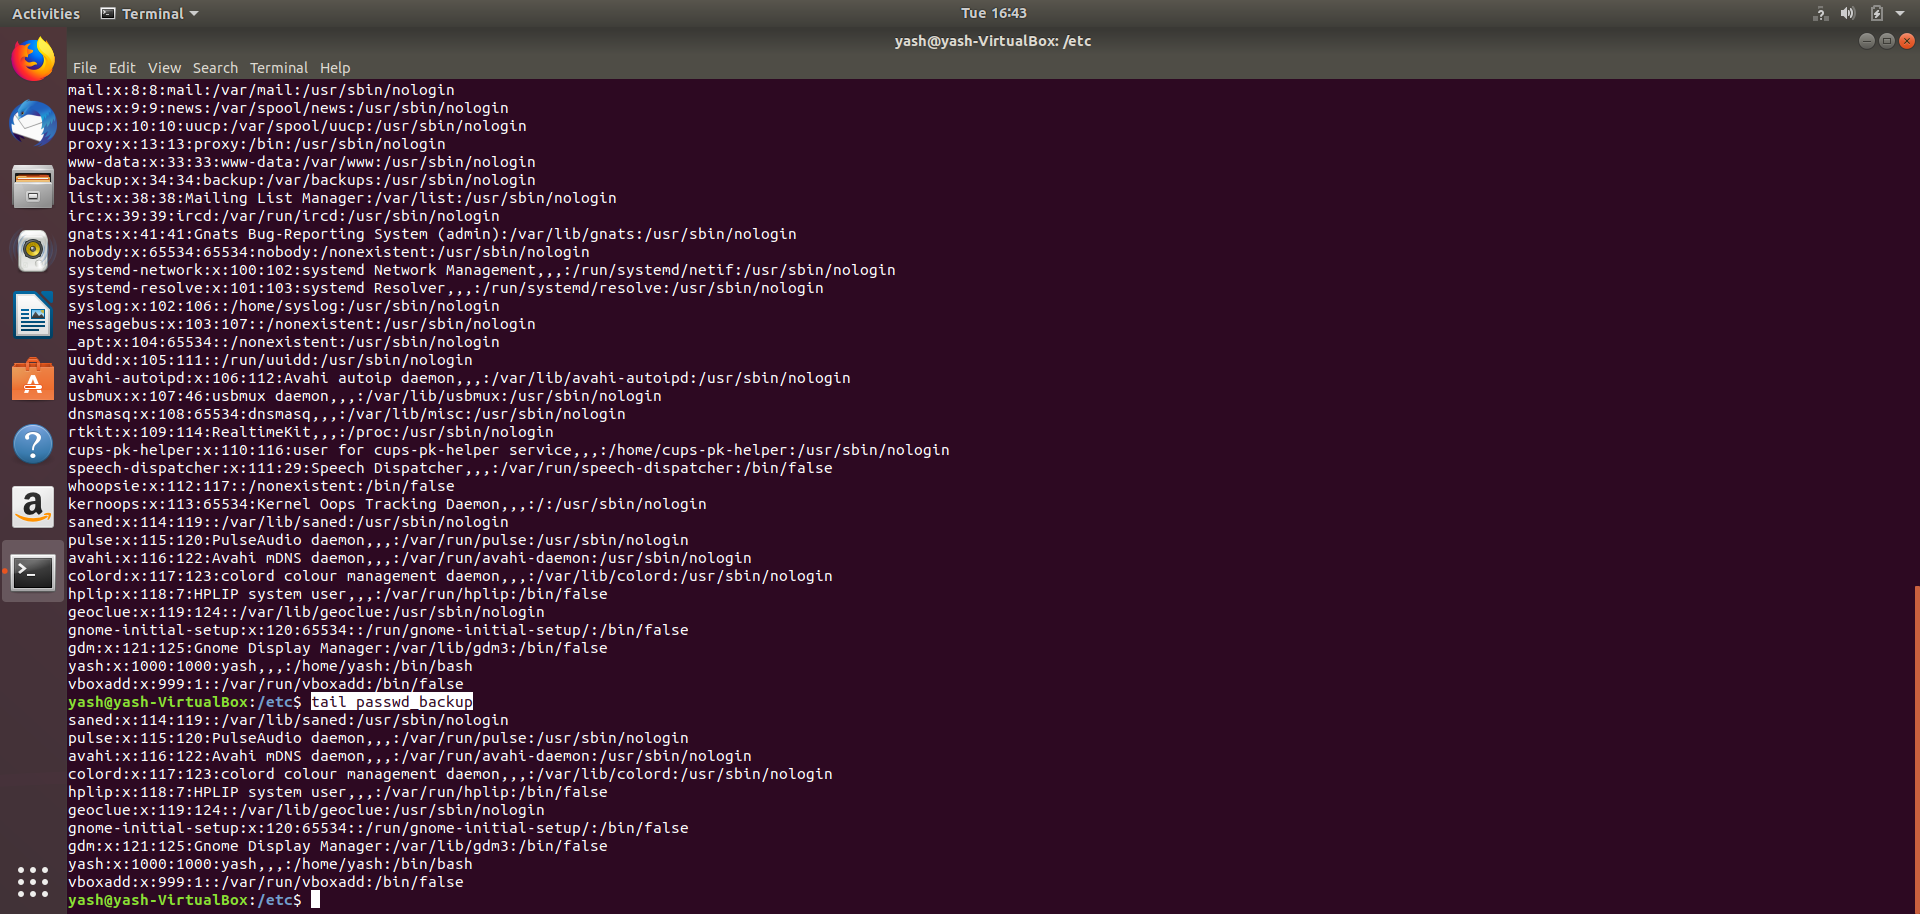 Activities Terminal Tue 16:43
yash@yash-VirtualBox: /etc
File Edit View Search Terminal Help
mail:x:8:8:mail:/var/mail:/usr/sbin/nologin
news:x:9:9:news:/var/spool/news:/usr/sbin/nologin
uucp:x:10:10:uucp:/var/spool/uucp:/usr/sbin/nologin
proxy:x:13:13:proxy:/bin:/usr/sbin/nologin
www-data:x:33:33:www-data:/var/www:/usr/sbin/nologin
backup:x:34:34:backup:/var/backups:/usr/sbin/nologin
list:x:38:38:Mailing List Manager:/var/list:/usr/sbin/nologin
irc:x:39:39:ircd:/var/run/ircd:/usr/sbin/nologin
gnats:x:41:41:Gnats Bug-Reporting System (admin):/var/lib/gnats:/usr/sbin/nologin
nobody:x:65534:65534:nobody:/nonexistent:/usr/sbin/nologin
systemd-network:x:100:102:systemd Network Management,,,:/run/systemd/netif:/usr/sbin/nologin
systemd-resolve:x:101:103:systemd Resolver,,,:/run/systemd/resolve:/usr/sbin/nologin
syslog:x:102:106::/home/syslog:/usr/sbin/nologin
messagebus:x:103:107::/nonexistent:/usr/sbin/nologin
_apt:x:104:65534::/nonexistent:/usr/sbin/nologin
uuidd:x:105:111::/run/uuidd:/usr/sbin/nologin
avahi-autoipd:x:106:112:Avahi autoip daemon,,,:/var/lib/avahi-autoipd:/usr/sbin/nologin
usbmux:x:107:46:usbmux daemon,,,:/var/lib/usbmux:/usr/sbin/nologin
dnsmasq:x:108:65534:dnsmasq,,,:/var/lib/misc:/usr/sbin/nologin
rtkit:x:109:114:RealtimeKit,,,:/proc:/usr/sbin/nologin
cups-pk-helper:x:110:116:user for cups-pk-helper service,,,:/home/cups-pk-helper:/usr/sbin/nologin
speech-dispatcher:x:111:29:Speech Dispatcher,,,:/var/run/speech-dispatcher:/bin/false
whoopsie:x:112:117::/nonexistent:/bin/false
kernoops:x:113:65534:Kernel Oops Tracking Daemon,,,:/:/usr/sbin/nologin
saned:x:114:119::/var/lib/saned:/usr/sbin/nologin
pulse:x:115:120:PulseAudio daemon,,,:/var/run/pulse:/usr/sbin/nologin
avahi:x:116:122:Avahi mDNS daemon,,,:/var/run/avahi-daemon:/usr/sbin/nologin
colord:x:117:123:colord colour management daemon,,,:/var/lib/colord:/usr/sbin/nologin
hplip:x:118:7:HPLIP system user,,,:/var/run/hplip:/bin/false
geoclue:x:119:124::/var/lib/geoclue:/usr/sbin/nologin
gnome-initial-setup:x:120:65534::/run/gnome-initial-setup/:/bin/false
gdm:x:121:125:Gnome Display Manager:/var/lib/gdm3:/bin/false
yash:x:1000:1000:yash,,,:/home/yash:/bin/bash
vboxadd:x:999:1::/var/run/vboxadd:/bin/false
yash@yash-VirtualBox:/etc$ tail passwd_backup
saned:x:114:119::/var/lib/saned:/usr/sbin/nologin
pulse:x:115:120:PulseAudio daemon,,,:/var/run/pulse:/usr/sbin/nologin
avahi:x:116:122:Avahi mDNS daemon,,,:/var/run/avahi-daemon:/usr/sbin/nologin
colord:x:117:123:colord colour management daemon,,,:/var/lib/colord:/usr/sbin/nologin
hplip:x:118:7:HPLIP system user,,,:/var/run/hplip:/bin/false
geoclue:x:119:124::/var/lib/geoclue:/usr/sbin/nologin
gnome-initial-setup:x:120:65534::/run/gnome-initial-setup/:/bin/false
gdm:x:121:125:Gnome Display Manager:/var/lib/gdm3:/bin/false
yash:x:1000:1000:yash,,,:/home/yash:/bin/bash
vboxadd:x:999:1::/var/run/vboxadd:/bin/false
yash@yash-VirtualBox:/etc$